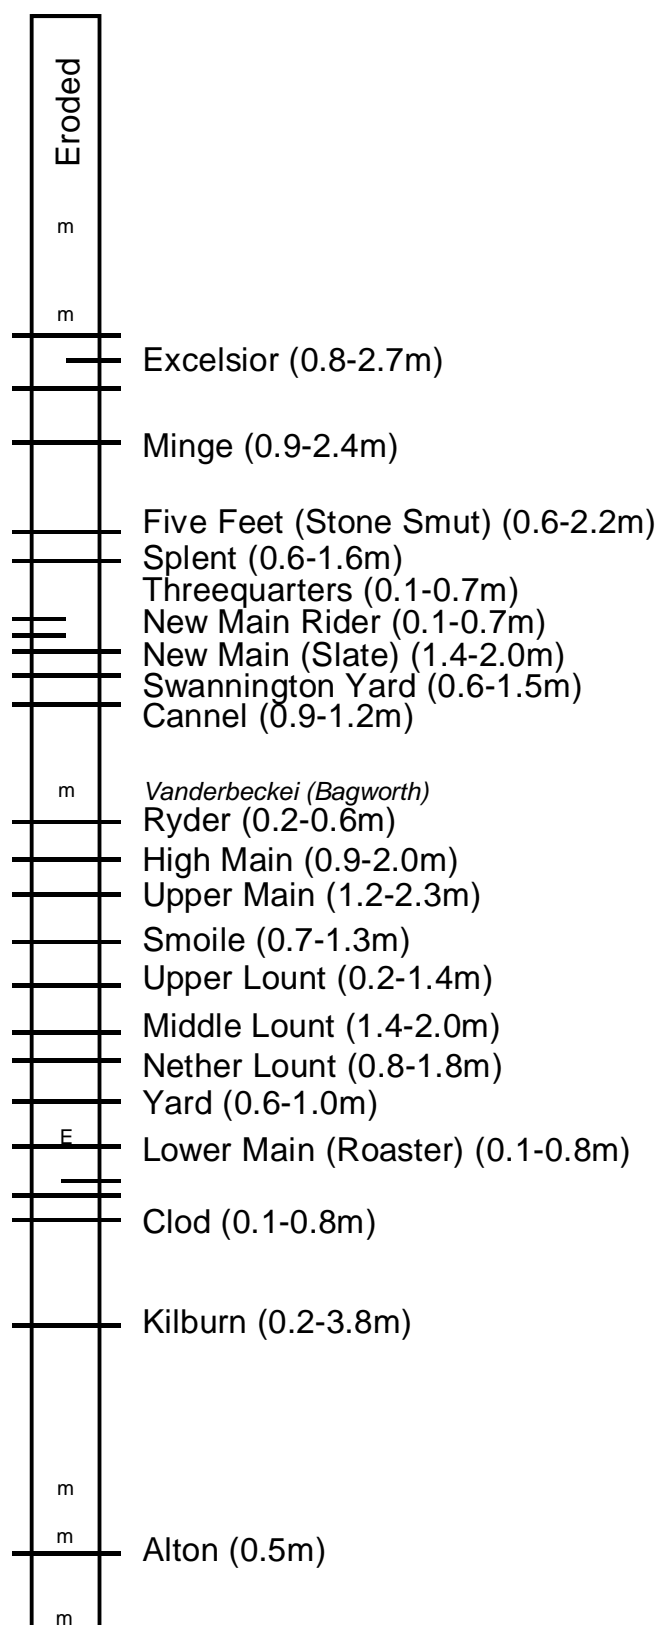 Eroded
m
m
Excelsior (0.8-2.7m)
Minge (0.9-2.4m)
Five Feet (Stone Smut) (0.6-2.2m)
Splent (0.6-1.6m)
Threequarters (0.1-0.7m)
New Main Rider (0.1-0.7m)
New Main (Slate) (1.4-2.0m)
Swannington Yard (0.6-1.5m)
Cannel (0.9-1.2m)
m Vanderbeckei (Bagworth)
Ryder (0.2-0.6m)
High Main (0.9-2.0m)
Upper Main (1.2-2.3m)
Smoile (0.7-1.3m)
Upper Lount (0.2-1.4m)
Middle Lount (1.4-2.0m)
Nether Lount (0.8-1.8m)
Yard (0.6-1.0m)
E
Lower Main (Roaster) (0.1-0.8m)
Clod (0.1-0.8m)
Kilburn (0.2-3.8m)
m
m
Alton (0.5m)
m